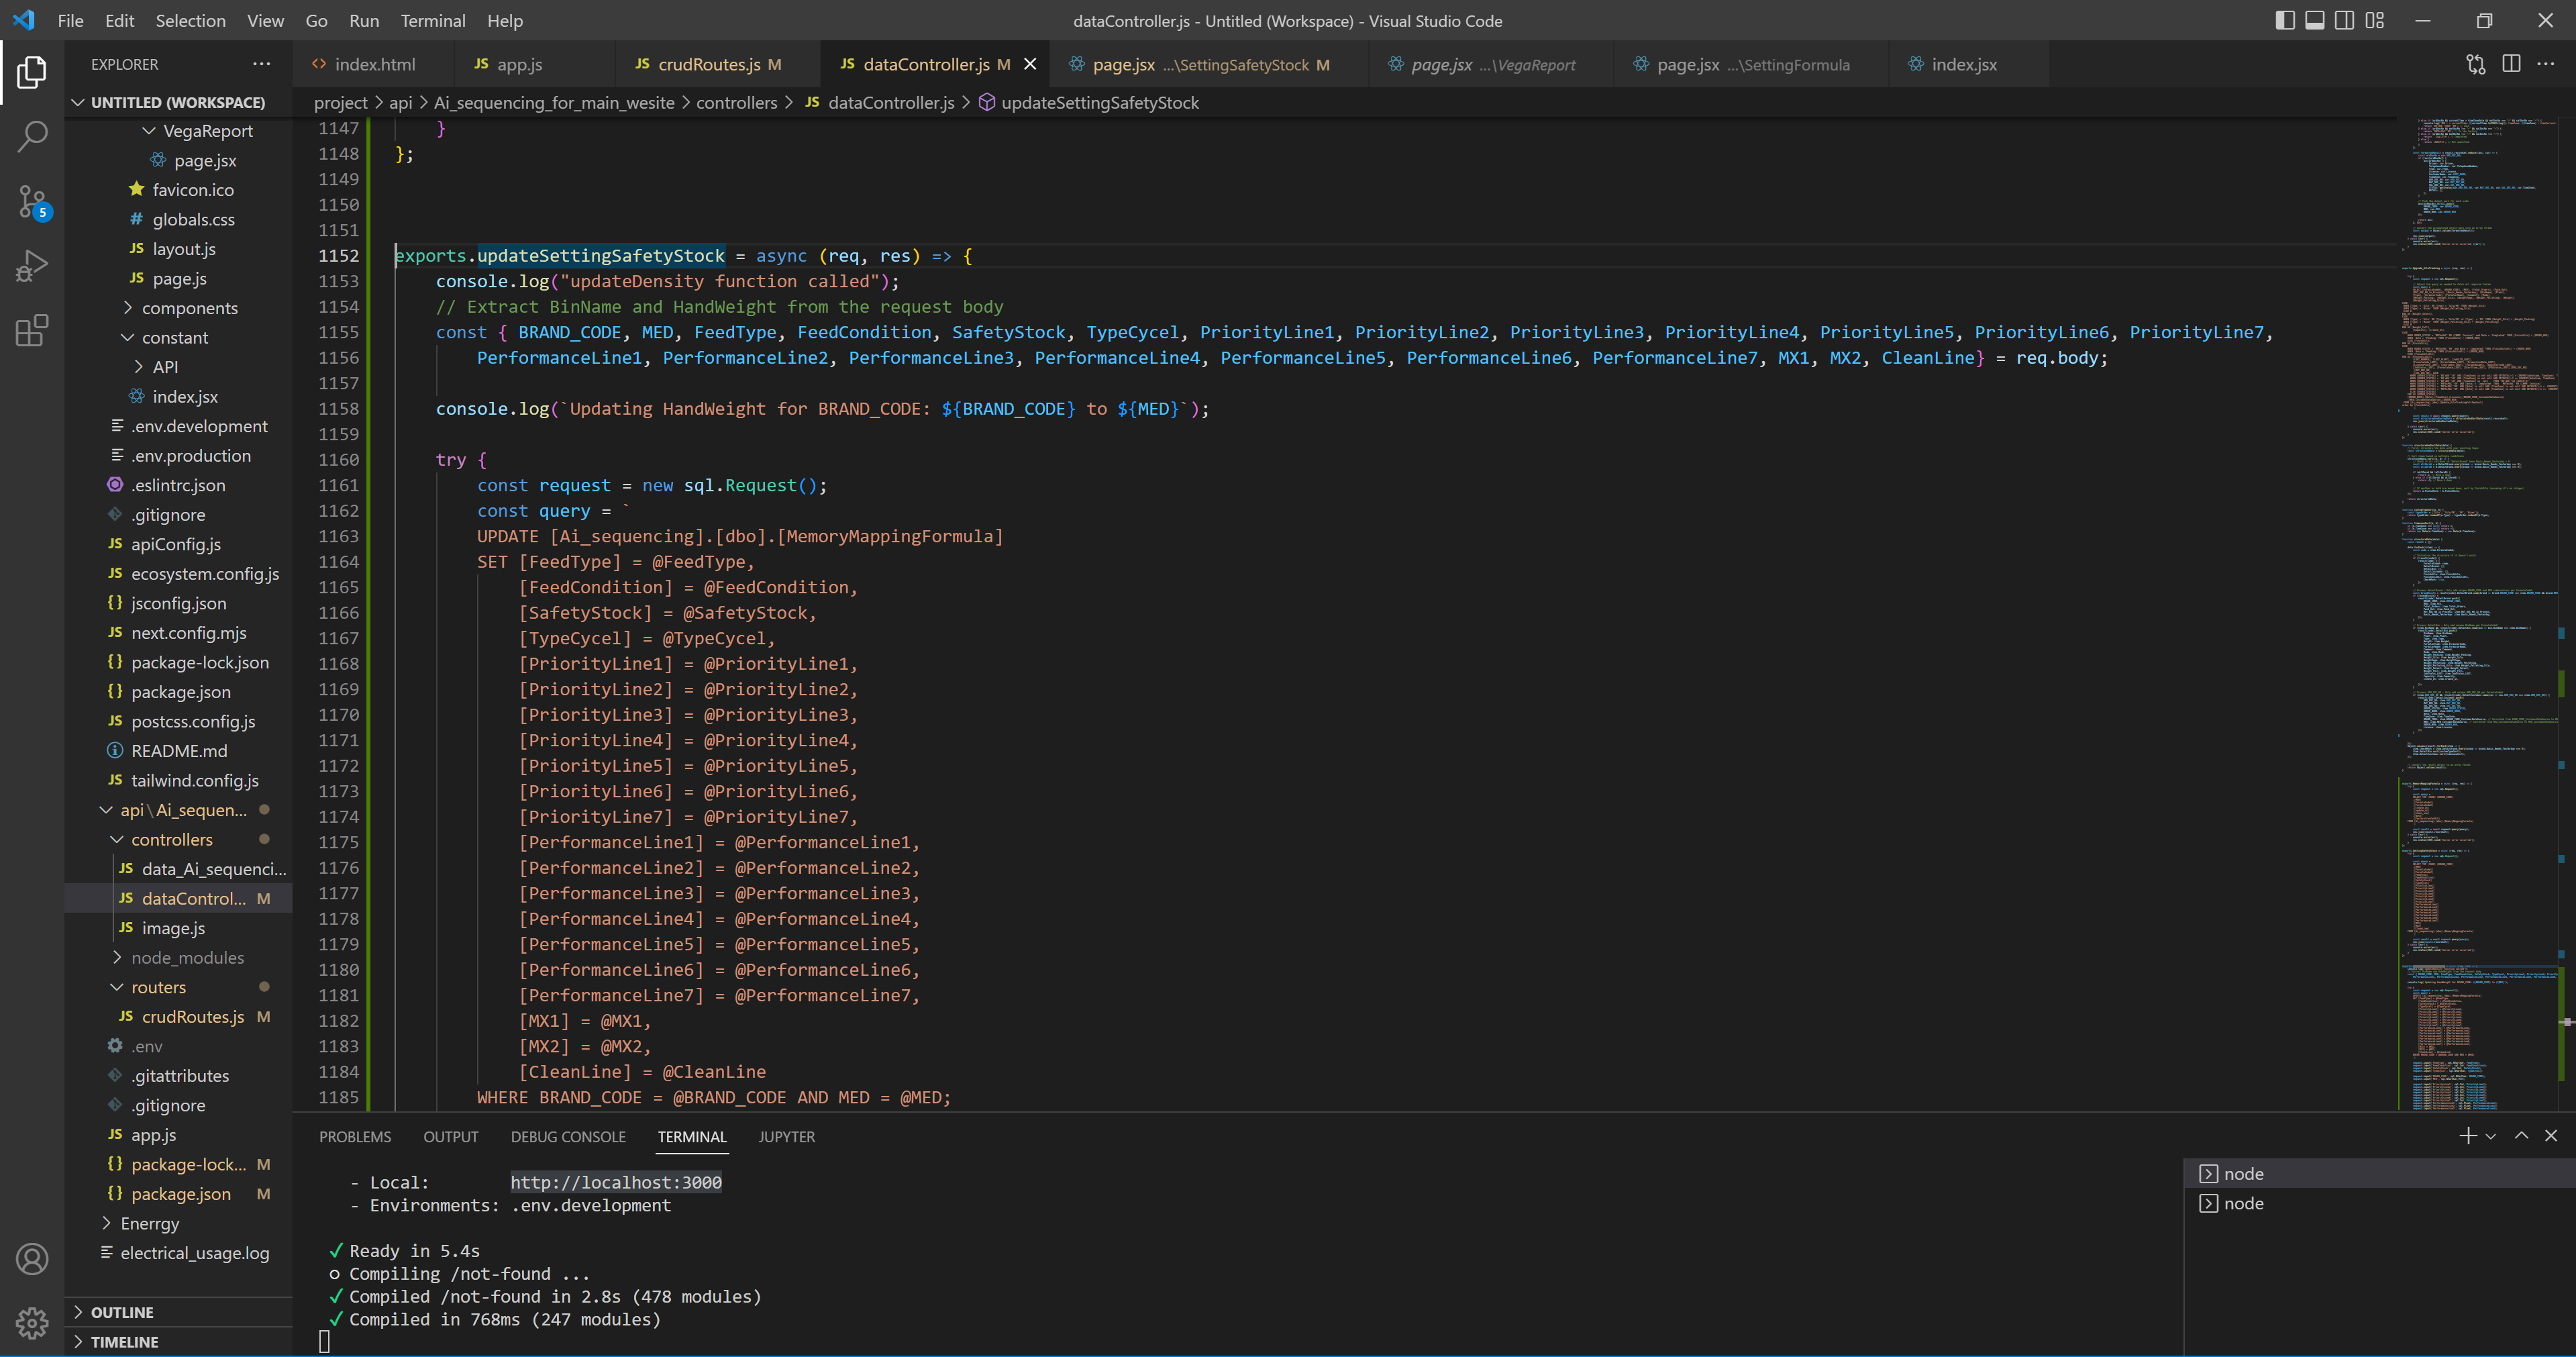 File Edit Selection View Go Run Terminal Help
dataController.js - Untitled (Workspace) - Visual Studio Code
EXPLORER
index.html
JS app.js
JS crudRoutes.js M
JS dataController.js M
page.jsx ...\SettingSafetyStock M
page.jsx ...\VegaReport
page.jsx ...\SettingFormula
index.jsx
project > api > Ai_sequencing_for_main_wesite > controllers > JS dataController.js > updateSettingSafetyStock
UNTITLED (WORKSPACE)
VegaReport
page.jsx
favicon.ico
# globals.css
JS layout.js
JS page.js
components
constant
API
index.jsx
.env.development
.env.production
.eslintrc.json
.gitignore
JS apiConfig.js
JS ecosystem.config.js
{} jsconfig.json
JS next.config.mjs
{} package-lock.json
{} package.json
JS postcss.config.js
README.md
JS tailwind.config.js
api\Ai_sequen...
controllers
JS data_Ai_sequenci...
JS dataControl... M
JS image.js
node_modules
routers
JS crudRoutes.js M
.env
.gitattributes
.gitignore
JS app.js
{} package-lock... M
{} package.json M
Enerrgy
electrical_usage.log
OUTLINE
TIMELINE
5
1147 }
1148 };
1149
1150
1151
1152 exports.updateSettingSafetyStock = async (req, res) => {
1153 console.log("updateDensity function called");
1154 // Extract BinName and HandWeight from the request body
1155 const { BRAND_CODE, MED, FeedType, FeedCondition, SafetyStock, TypeCycel, PriorityLine1, PriorityLine2, PriorityLine3, PriorityLine4, PriorityLine5, PriorityLine6, PriorityLine7,
1156 PerformanceLine1, PerformanceLine2, PerformanceLine3, PerformanceLine4, PerformanceLine5, PerformanceLine6, PerformanceLine7, MX1, MX2, CleanLine} = req.body;
1157
1158 console.log(`Updating HandWeight for BRAND_CODE: ${BRAND_CODE} to ${MED}`);
1159
1160 try {
1161 const request = new sql.Request();
1162 const query = `
1163 UPDATE [Ai_sequencing].[dbo].[MemoryMappingFormula]
1164 SET [FeedType] = @FeedType,
1165 [FeedCondition] = @FeedCondition,
1166 [SafetyStock] = @SafetyStock,
1167 [TypeCycel] = @TypeCycel,
1168 [PriorityLine1] = @PriorityLine1,
1169 [PriorityLine2] = @PriorityLine2,
1170 [PriorityLine3] = @PriorityLine3,
1171 [PriorityLine4] = @PriorityLine4,
1172 [PriorityLine5] = @PriorityLine5,
1173 [PriorityLine6] = @PriorityLine6,
1174 [PriorityLine7] = @PriorityLine7,
1175 [PerformanceLine1] = @PerformanceLine1,
1176 [PerformanceLine2] = @PerformanceLine2,
1177 [PerformanceLine3] = @PerformanceLine3,
1178 [PerformanceLine4] = @PerformanceLine4,
1179 [PerformanceLine5] = @PerformanceLine5,
1180 [PerformanceLine6] = @PerformanceLine6,
1181 [PerformanceLine7] = @PerformanceLine7,
1182 [MX1] = @MX1,
1183 [MX2] = @MX2,
1184 [CleanLine] = @CleanLine
1185 WHERE BRAND_CODE = @BRAND_CODE AND MED = @MED;
PROBLEMS OUTPUT DEBUG CONSOLE TERMINAL JUPYTER
- Local: http://localhost:3000
- Environments: .env.development
✓ Ready in 5.4s
○ Compiling /not-found ...
✓ Compiled /not-found in 2.8s (478 modules)
✓ Compiled in 768ms (247 modules)
node
node